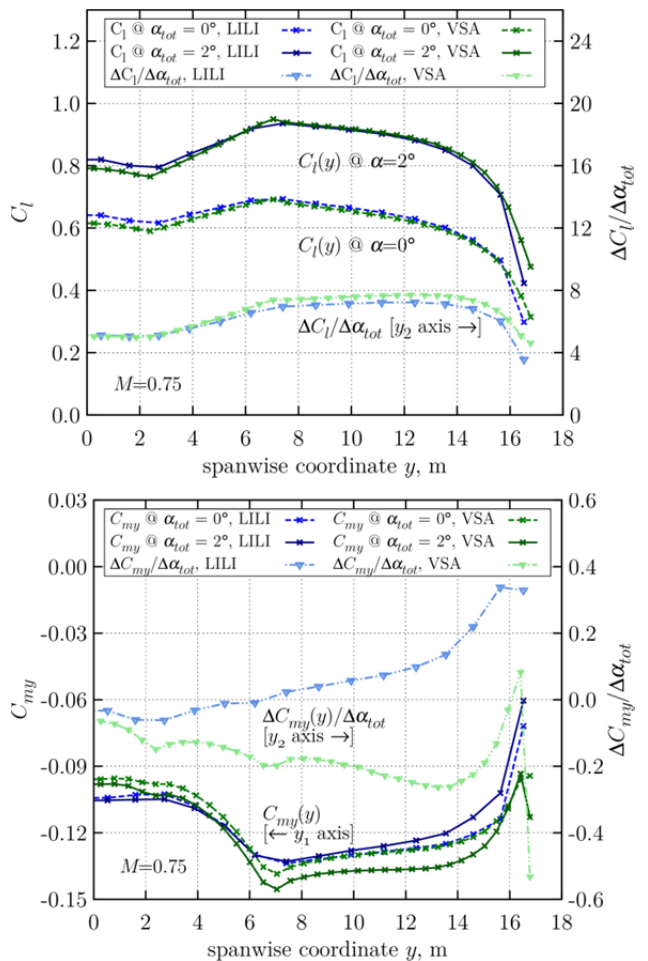 C_l @ α_tot = 0°, LILI
C_l @ α_tot = 0°, VSA
C_l @ α_tot = 2°, LILI
C_l @ α_tot = 2°, VSA
ΔC_l/Δα_tot, LILI
ΔC_l/Δα_tot, VSA
1.2
1.0
0.8
0.6
0.4
0.2
0.0
C_l
24
20
16
12
8
4
0
ΔC_l/Δα_tot
C_l(y) @ α=2°
C_l(y) @ α=0°
ΔC_l/Δα_tot [y_2 axis →]
M=0.75
0 2 4 6 8 10 12 14 16 18
spanwise coordinate y, m
C_my @ α_tot = 0°, LILI
C_my @ α_tot = 0°, VSA
C_my @ α_tot = 2°, LILI
C_my @ α_tot = 2°, VSA
ΔC_my/Δα_tot, LILI
ΔC_my/Δα_tot, VSA
0.03
0.00
-0.03
-0.06
-0.09
-0.12
-0.15
C_my
0.6
0.4
0.2
0.0
-0.2
-0.4
-0.6
ΔC_my/Δα_tot
ΔC_my(y)/Δα_tot
[y_2 axis →]
C_my(y)
[← y_1 axis]
M=0.75
0 2 4 6 8 10 12 14 16 18
spanwise coordinate y, m